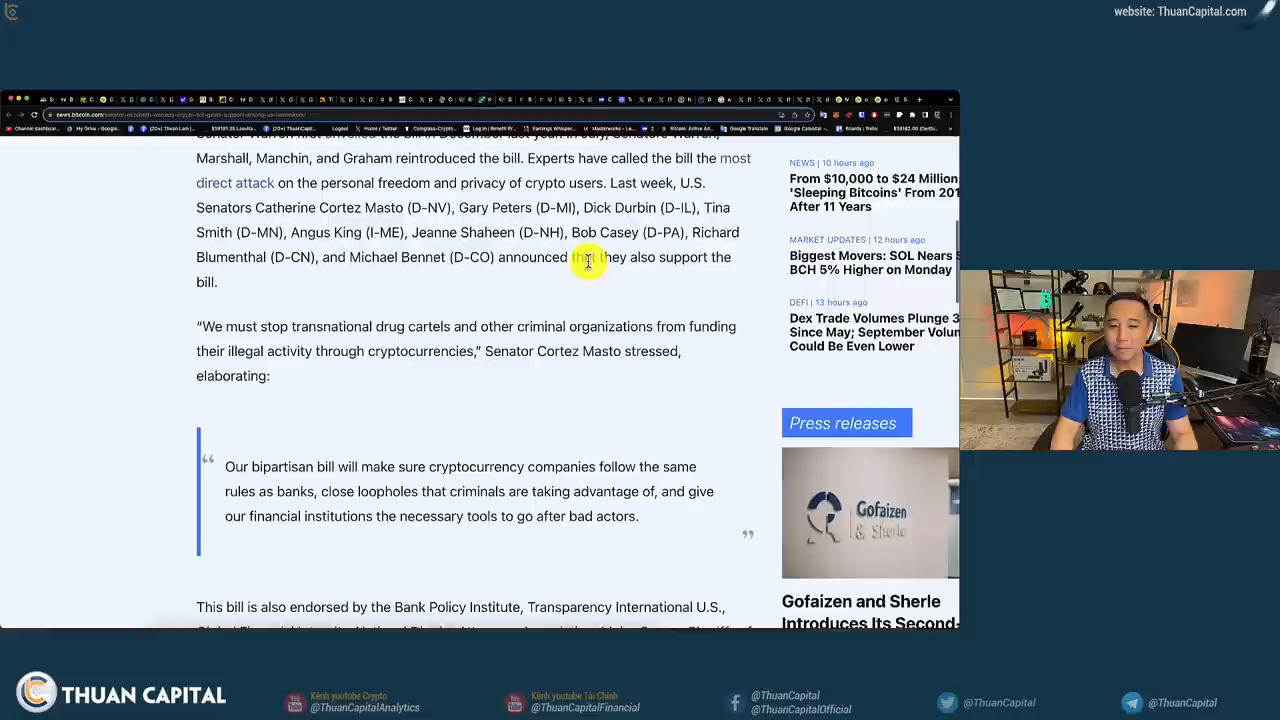 website: ThuanCapital.com
Marshall, Manchin, and Graham reintroduced the bill. Experts have called the bill the most
direct attack on the personal freedom and privacy of crypto users. Last week, U.S.
Senators Catherine Cortez Masto (D-NV), Gary Peters (D-MI), Dick Durbin (D-IL), Tina
Smith (D-MN), Angus King (I-ME), Jeanne Shaheen (D-NH), Bob Casey (D-PA), Richard
Blumenthal (D-CN), and Michael Bennet (D-CO) announced that they also support the
bill.
“We must stop transnational drug cartels and other criminal organizations from funding
their illegal activity through cryptocurrencies,” Senator Cortez Masto stressed,
elaborating:
“
Our bipartisan bill will make sure cryptocurrency companies follow the same
rules as banks, close loopholes that criminals are taking advantage of, and give
our financial institutions the necessary tools to go after bad actors.
”
This bill is also endorsed by the Bank Policy Institute, Transparency International U.S.,
NEWS | 10 hours ago
From $10,000 to $24 Million
'Sleeping Bitcoins' From 201
After 11 Years
MARKET UPDATES | 12 hours ago
Biggest Movers: SOL Nears $
BCH 5% Higher on Monday
DEFI | 13 hours ago
Dex Trade Volumes Plunge 3
Since May; September Volum
Could Be Even Lower
Press releases
Gofaizen
& Sherle
Gofaizen and Sherle
Introduces Its Second-
THUAN CAPITAL
Kênh youtube Crypto
@ThuanCapitalAnalytics
Kênh youtube Tài Chính
@ThuanCapitalFinancial
@ThuanCapital
@ThuanCapitalOfficial
@ThuanCapital
@ThuanCapital